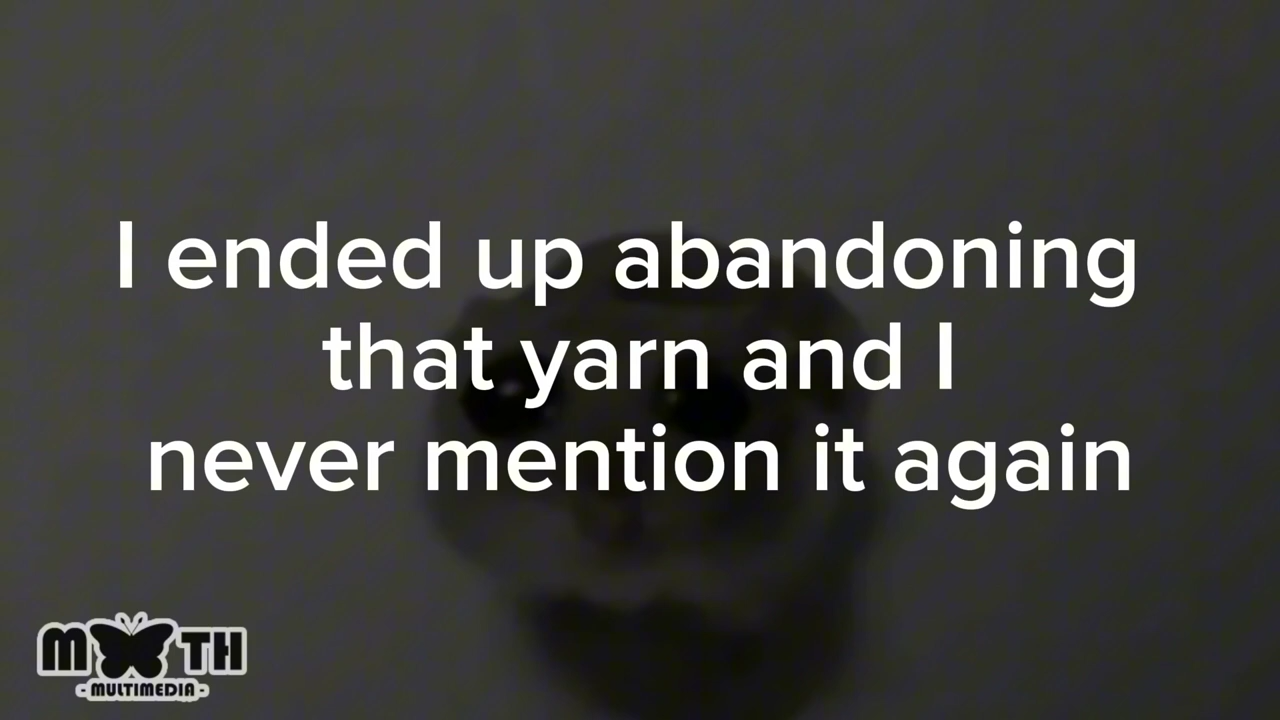 I ended up abandoning
that yarn and I
never mention it again
MOTH
- MULTIMEDIA -